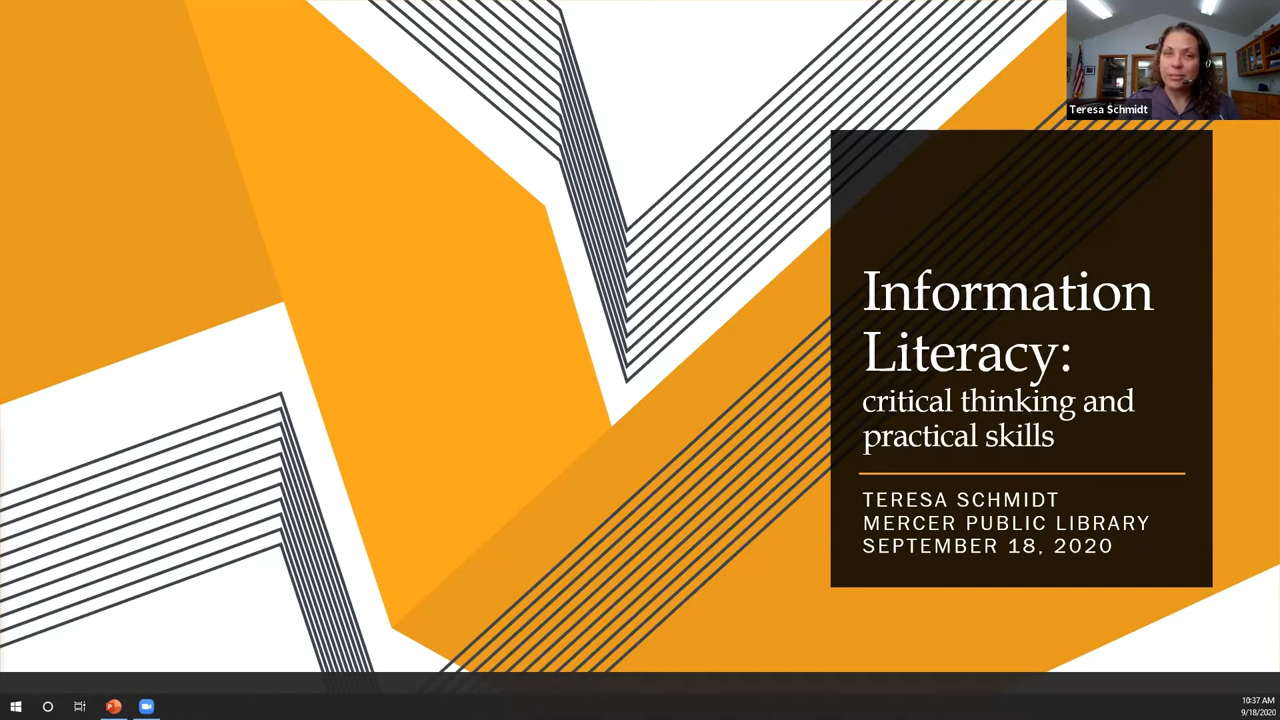 Teresa Schmidt
Information
Literacy:
critical thinking and
practical skills
TERESA SCHMIDT
MERCER PUBLIC LIBRARY
SEPTEMBER 18, 2020
10:37 AM
9/18/2020